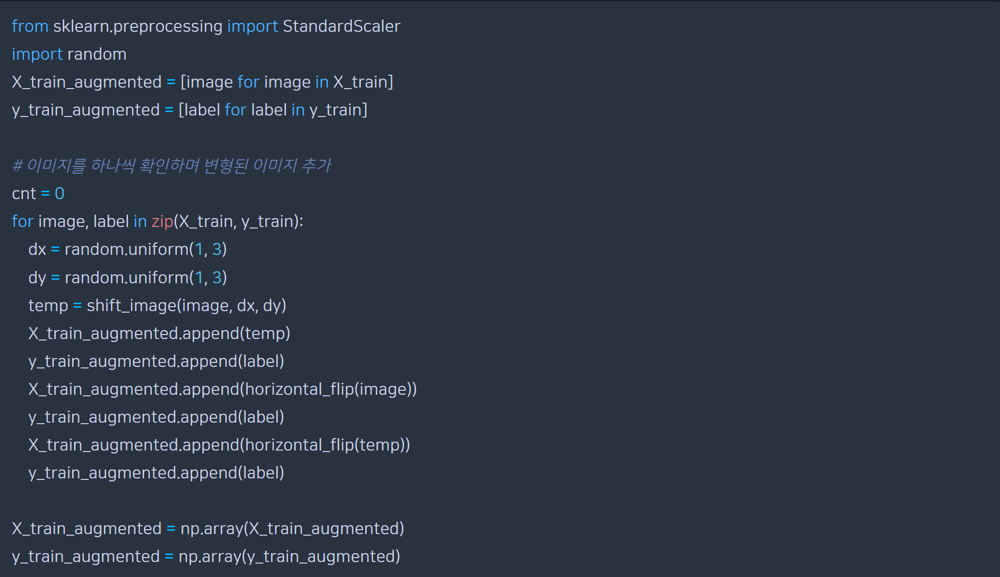 from sklearn.preprocessing import StandardScaler
import random
X_train_augmented = [image for image in X_train]
y_train_augmented = [label for label in y_train]
# 이미지를 하나씩 확인하며 변형된 이미지 추가
cnt = 0
for image, label in zip(X_train, y_train):
    dx = random.uniform(1, 3)
    dy = random.uniform(1, 3)
    temp = shift_image(image, dx, dy)
    X_train_augmented.append(temp)
    y_train_augmented.append(label)
    X_train_augmented.append(horizontal_flip(image))
    y_train_augmented.append(label)
    X_train_augmented.append(horizontal_flip(temp))
    y_train_augmented.append(label)
X_train_augmented = np.array(X_train_augmented)
y_train_augmented = np.array(y_train_augmented)